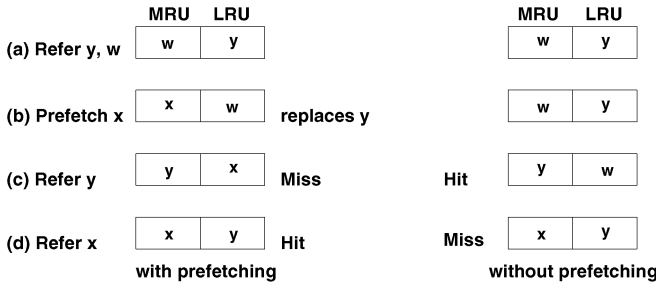 MRU LRU MRU LRU
(a) Refer y, w w y w y
(b) Prefetch x x w replaces y w y
(c) Refer y y x Miss Hit y w
(d) Refer x x y Hit Miss x y
with prefetching without prefetching